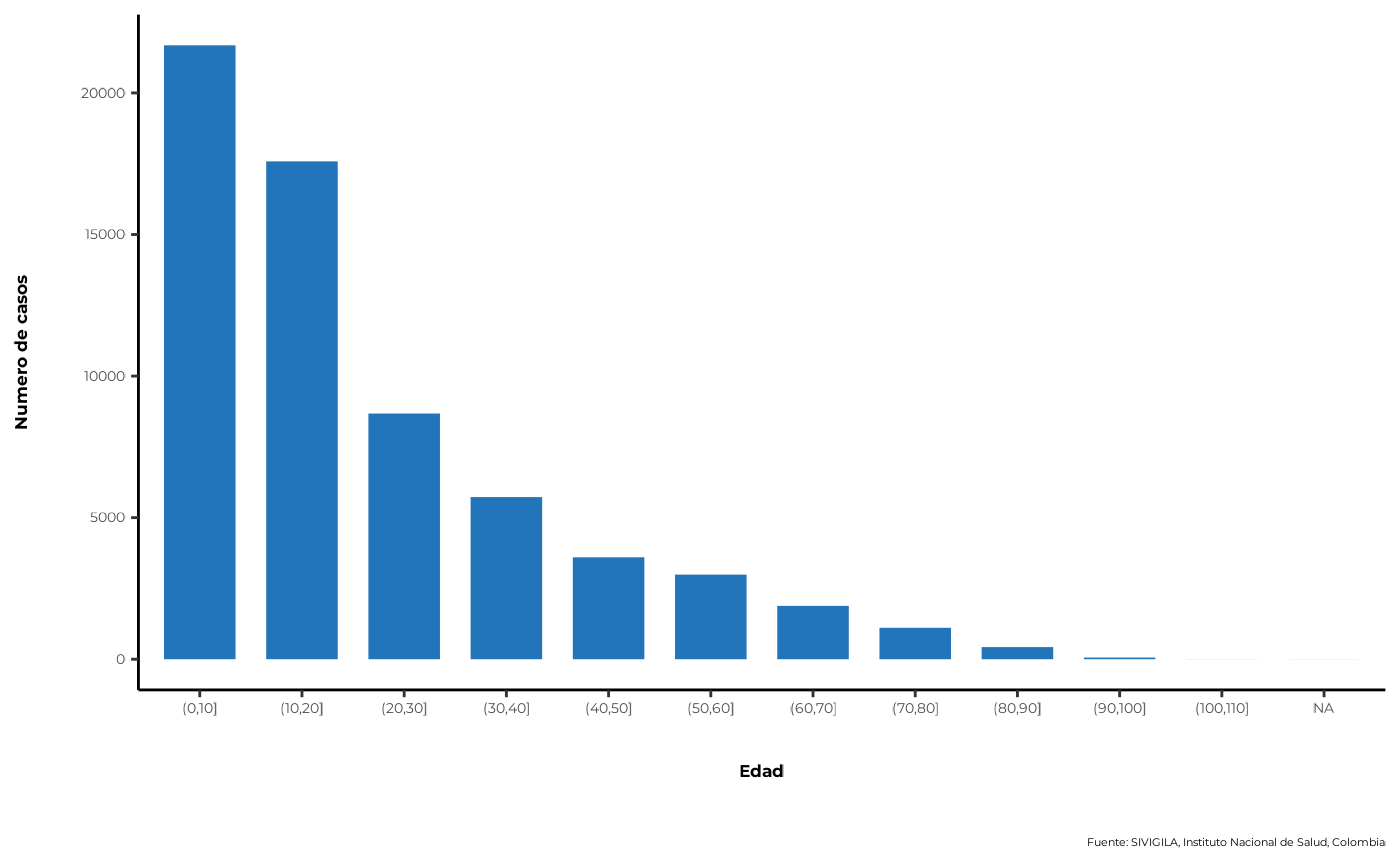 Numero de casos
20000
15000
10000
5000
0
(0,10] (10,20] (20,30] (30,40] (40,50] (50,60] (60,70] (70,80] (80,90] (90,100] (100,110] NA
Edad
Fuente: SIVIGILA, Instituto Nacional de Salud, Colombia